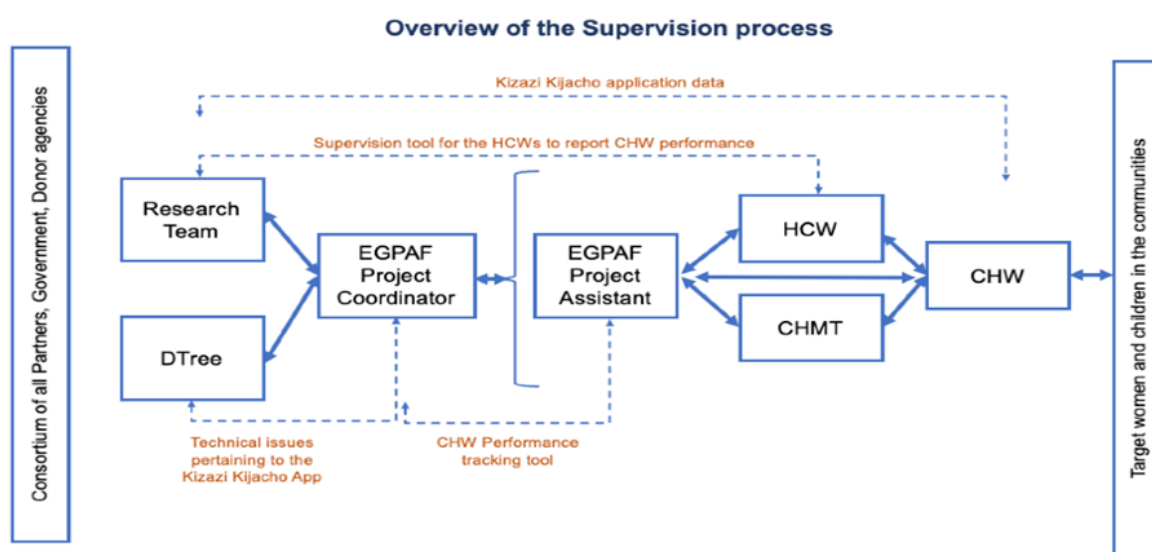 Overview of the Supervision process
Consortium of all Partners, Government, Donor agencies
Kizazi Kijacho application data
Supervision tool for the HCWs to report CHW performance
Research
Team
EGPAF
Project
Coordinator
DTree
EGPAF
Project
Assistant
HCW
CHMT
CHW
Target women and children in the communities
Technical issues
pertaining to the
Kizazi Kijacho App
CHW Performance
tracking tool